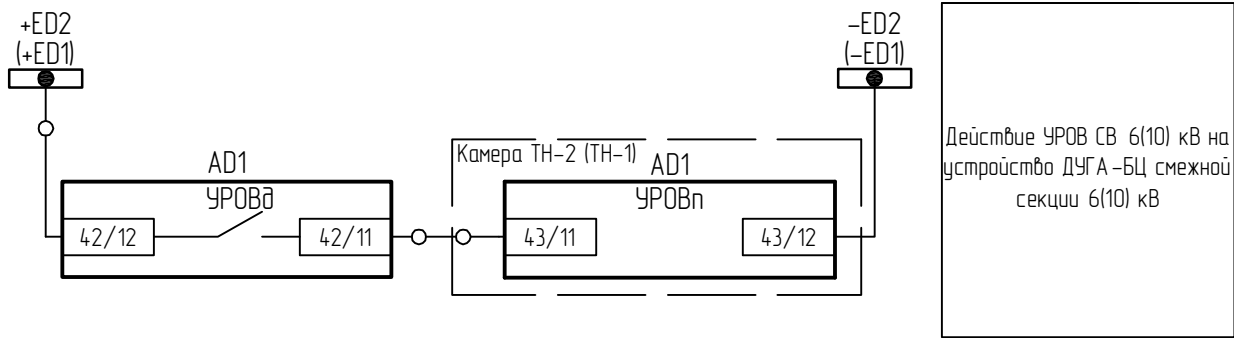 +ED2
(+ED1)
-ED2
(-ED1)
Камера ТН-2 (ТН-1)
AD1
УРОВд
42/12
42/11
AD1
УРОВп
43/11
43/12
Действие УРОВ СВ 6(10) кВ на
устройство ДУГА-БЦ смежной
секции 6(10) кВ